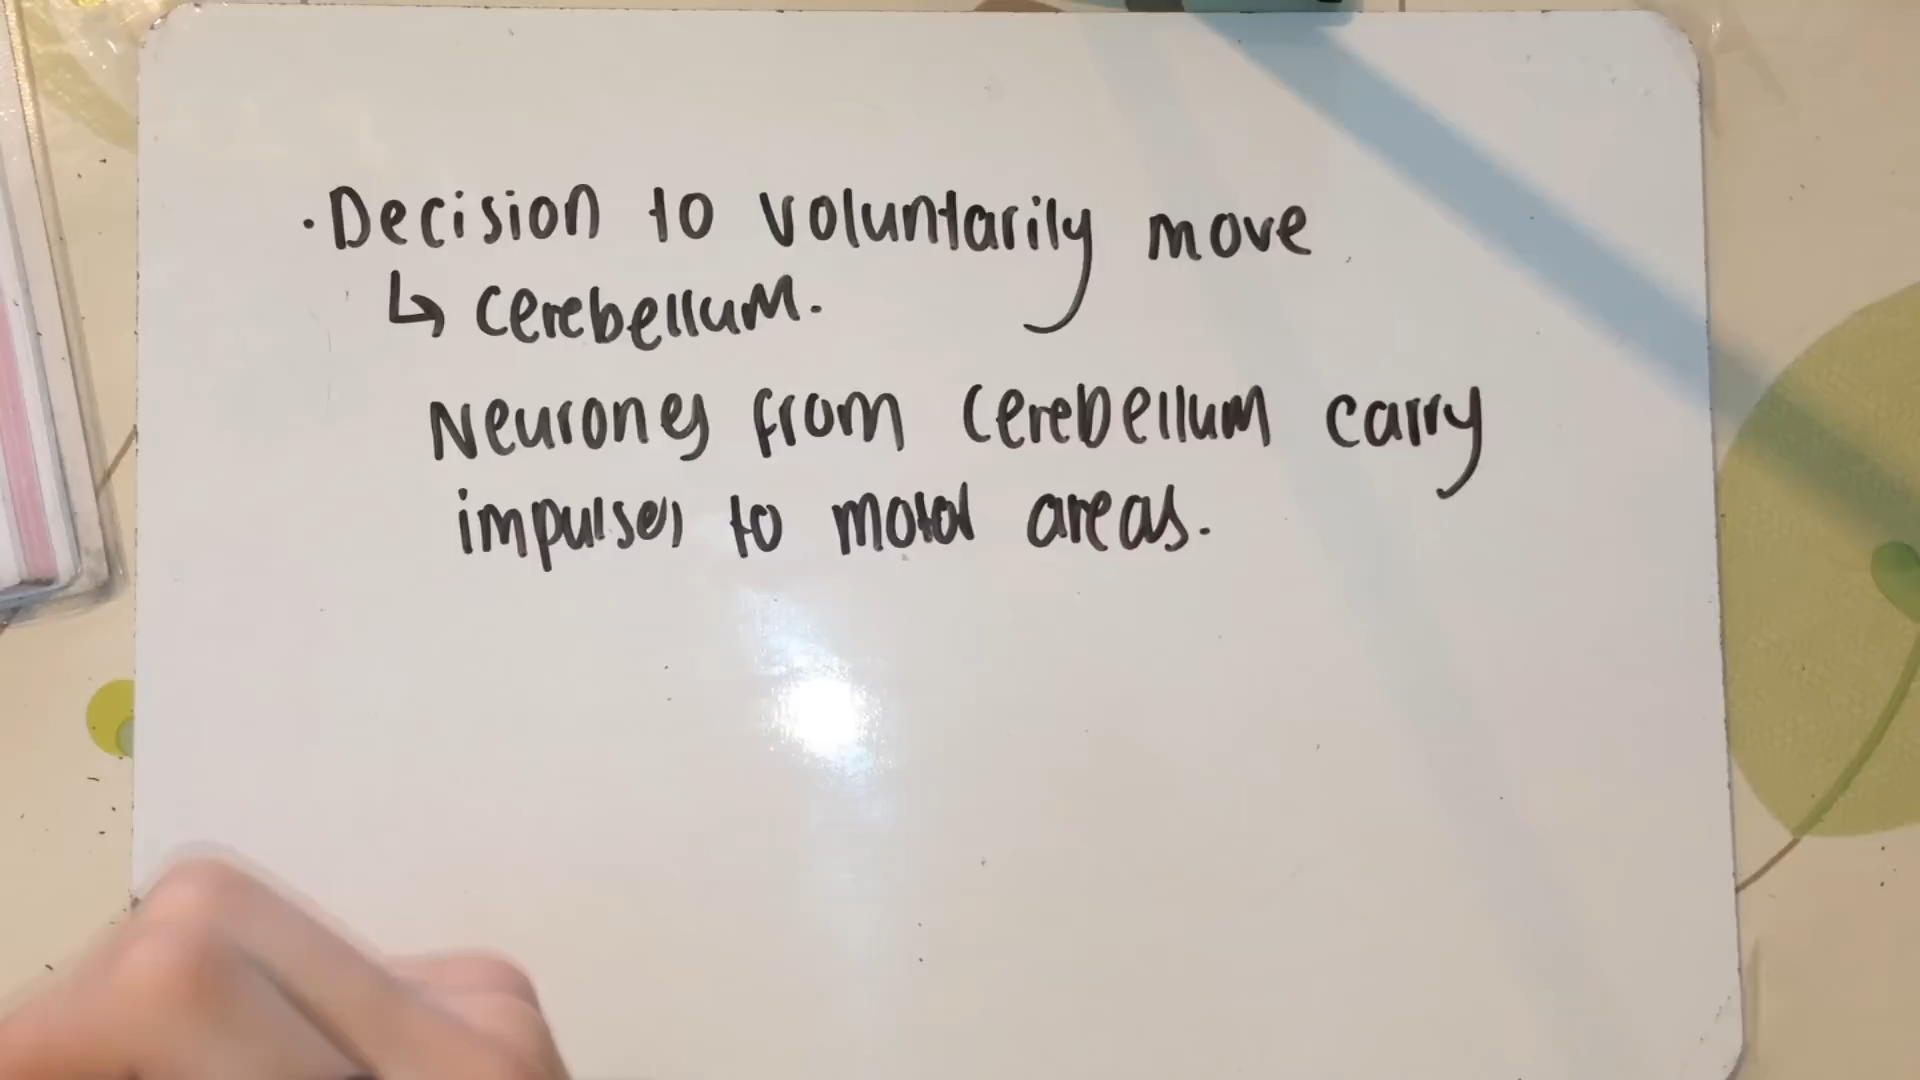 · Decision to voluntarily move
↳ cerebellum.
Neurones from cerebellum carry
impulses to motor areas.